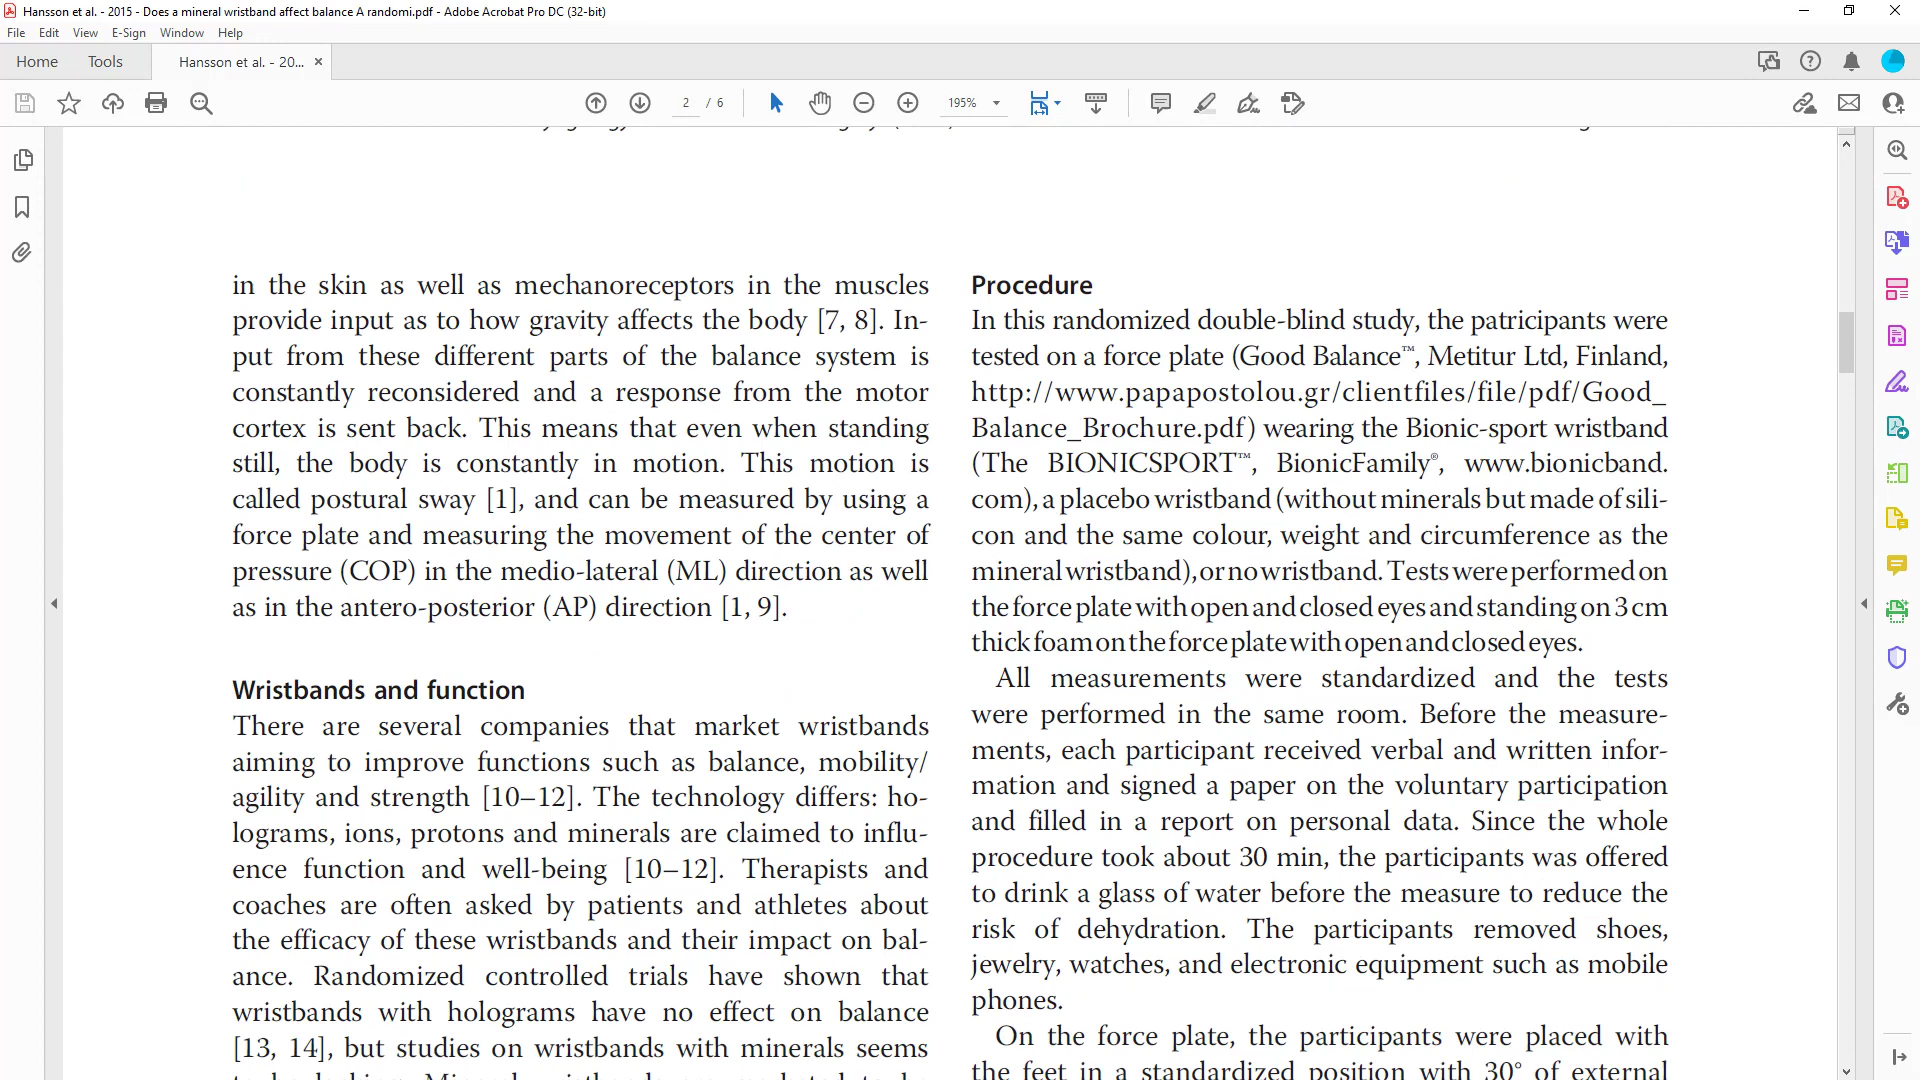 Hansson et al. - 2015 - Does a mineral wristband affect balance A randomi.pdf - Adobe Acrobat Pro DC (32-bit)
File Edit View E-Sign Window Help
Home Tools Hansson et al. - 20... ×
2 / 6 195%
in the skin as well as mechanoreceptors in the muscles
provide input as to how gravity affects the body [7, 8]. In-
put from these different parts of the balance system is
constantly reconsidered and a response from the motor
cortex is sent back. This means that even when standing
still, the body is constantly in motion. This motion is
called postural sway [1], and can be measured by using a
force plate and measuring the movement of the center of
pressure (COP) in the medio-lateral (ML) direction as well
as in the antero-posterior (AP) direction [1, 9].
Wristbands and function
There are several companies that market wristbands
aiming to improve functions such as balance, mobility/
agility and strength [10–12]. The technology differs: ho-
lograms, ions, protons and minerals are claimed to influ-
ence function and well-being [10–12]. Therapists and
coaches are often asked by patients and athletes about
the efficacy of these wristbands and their impact on bal-
ance. Randomized controlled trials have shown that
wristbands with holograms have no effect on balance
[13, 14], but studies on wristbands with minerals seems
Procedure
In this randomized double-blind study, the patricipants were
tested on a force plate (Good Balance™, Metitur Ltd, Finland,
http://www.papapostolou.gr/clientfiles/file/pdf/Good_
Balance_Brochure.pdf) wearing the Bionic-sport wristband
(The BIONICSPORT™, BionicFamily®, www.bionicband.
com), a placebo wristband (without minerals but made of sili-
con and the same colour, weight and circumference as the
mineral wristband), or no wristband. Tests were performed on
the force plate with open and closed eyes and standing on 3 cm
thick foam on the force plate with open and closed eyes.
All measurements were standardized and the tests
were performed in the same room. Before the measure-
ments, each participant received verbal and written infor-
mation and signed a paper on the voluntary participation
and filled in a report on personal data. Since the whole
procedure took about 30 min, the participants was offered
to drink a glass of water before the measure to reduce the
risk of dehydration. The participants removed shoes,
jewelry, watches, and electronic equipment such as mobile
phones.
On the force plate, the participants were placed with
the feet in a standardized position with 30° of external